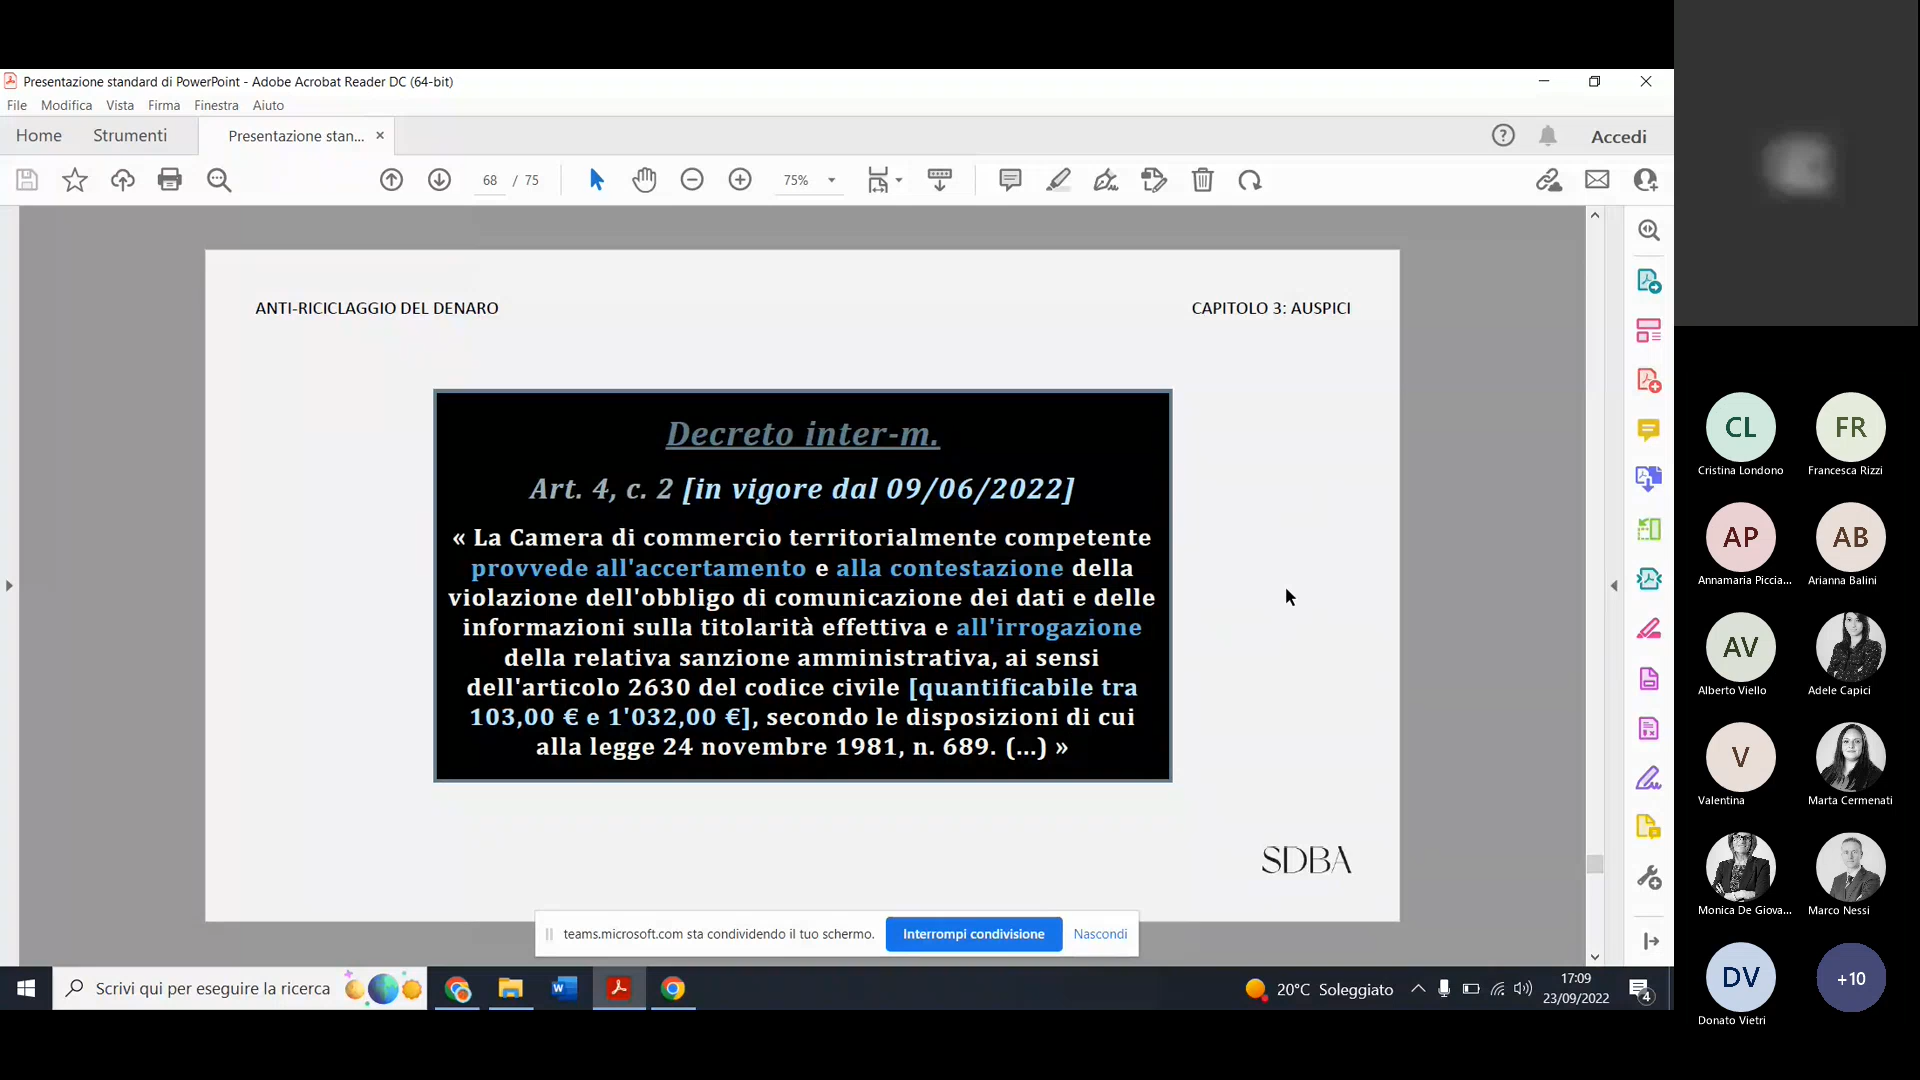 Presentazione standard di PowerPoint - Adobe Acrobat Reader DC (64-bit)
File Modifica Vista Firma Finestra Aiuto
Home Strumenti Presentazione stan... × Accedi
68 / 75 75%
ANTI-RICICLAGGIO DEL DENARO
CAPITOLO 3: AUSPICI
Decreto inter-m.
Art. 4, c. 2 [in vigore dal 09/06/2022]
« La Camera di commercio territorialmente competente
provvede all'accertamento e alla contestazione della
violazione dell'obbligo di comunicazione dei dati e delle
informazioni sulla titolarità effettiva e all'irrogazione
della relativa sanzione amministrativa, ai sensi
dell'articolo 2630 del codice civile [quantificabile tra
103,00 € e 1'032,00 €], secondo le disposizioni di cui
alla legge 24 novembre 1981, n. 689. (...) »
SDBA
teams.microsoft.com sta condividendo il tuo schermo. Interrompi condivisione Nascondi
Scrivi qui per eseguire la ricerca
20°C Soleggiato
17:09
23/09/2022
4
CL FR
Cristina Londono Francesca Rizzi
AP AB
Annamaria Piccia... Arianna Balini
AV
Alberto Viello Adele Capici
V
Valentina Marta Cermenati
Monica De Giova... Marco Nessi
DV +10
Donato Vietri